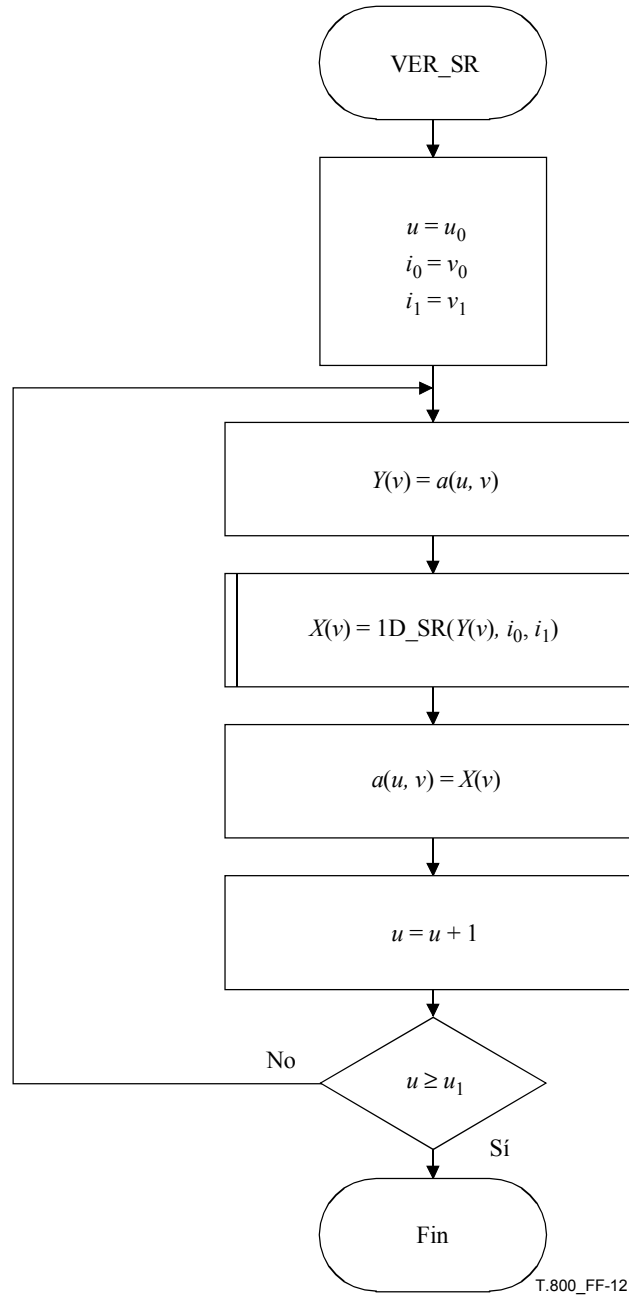 VER_SR
u = u₀
i₀ = v₀
i₁ = v₁
Y(v) = a(u, v)
X(v) = 1D_SR(Y(v), i₀, i₁)
a(u, v) = X(v)
u = u + 1
No
u ≥ u₁
Sí
Fin
T.800_FF-12